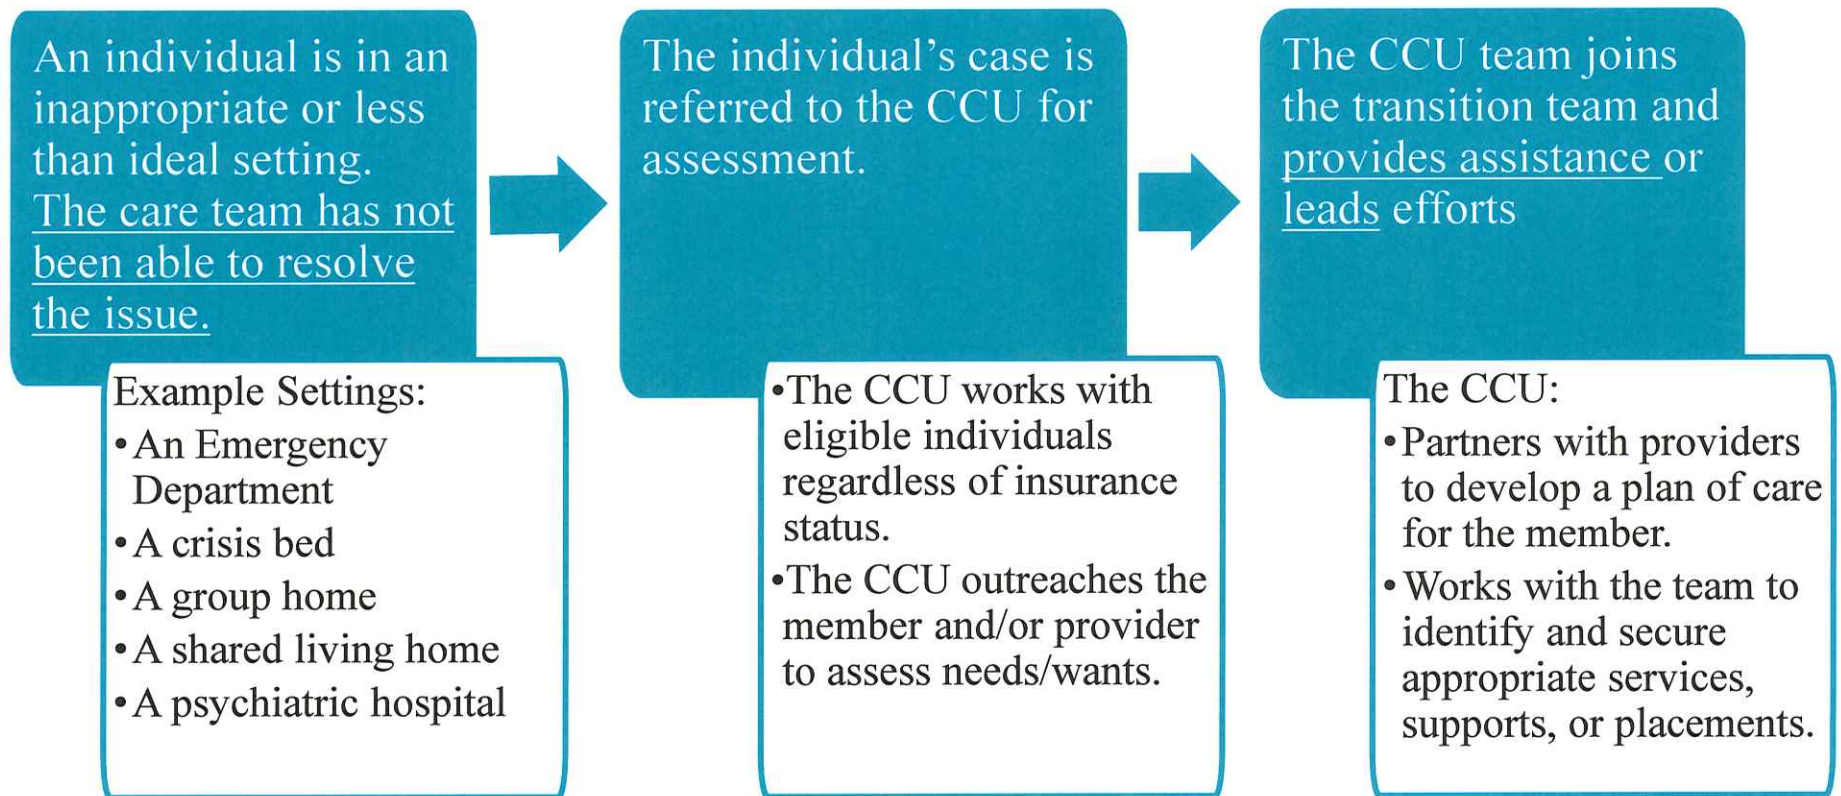 An individual is in an
inappropriate or less
than ideal setting.
The care team has not
been able to resolve
the issue.
Example Settings:
•An Emergency
Department
•A crisis bed
•A group home
•A shared living home
•A psychiatric hospital
The individual’s case is
referred to the CCU for
assessment.
•The CCU works with
eligible individuals
regardless of insurance
status.
•The CCU outreaches the
member and/or provider
to assess needs/wants.
The CCU team joins
the transition team and
provides assistance or
leads efforts
The CCU:
•Partners with providers
to develop a plan of care
for the member.
•Works with the team to
identify and secure
appropriate services,
supports, or placements.